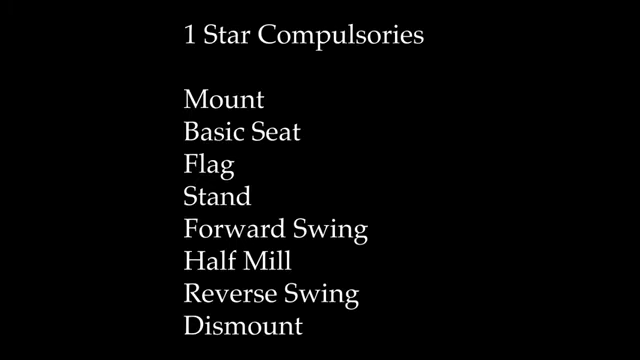 1 Star Compulsories
Mount
Basic Seat
Flag
Stand
Forward Swing
Half Mill
Reverse Swing
Dismount